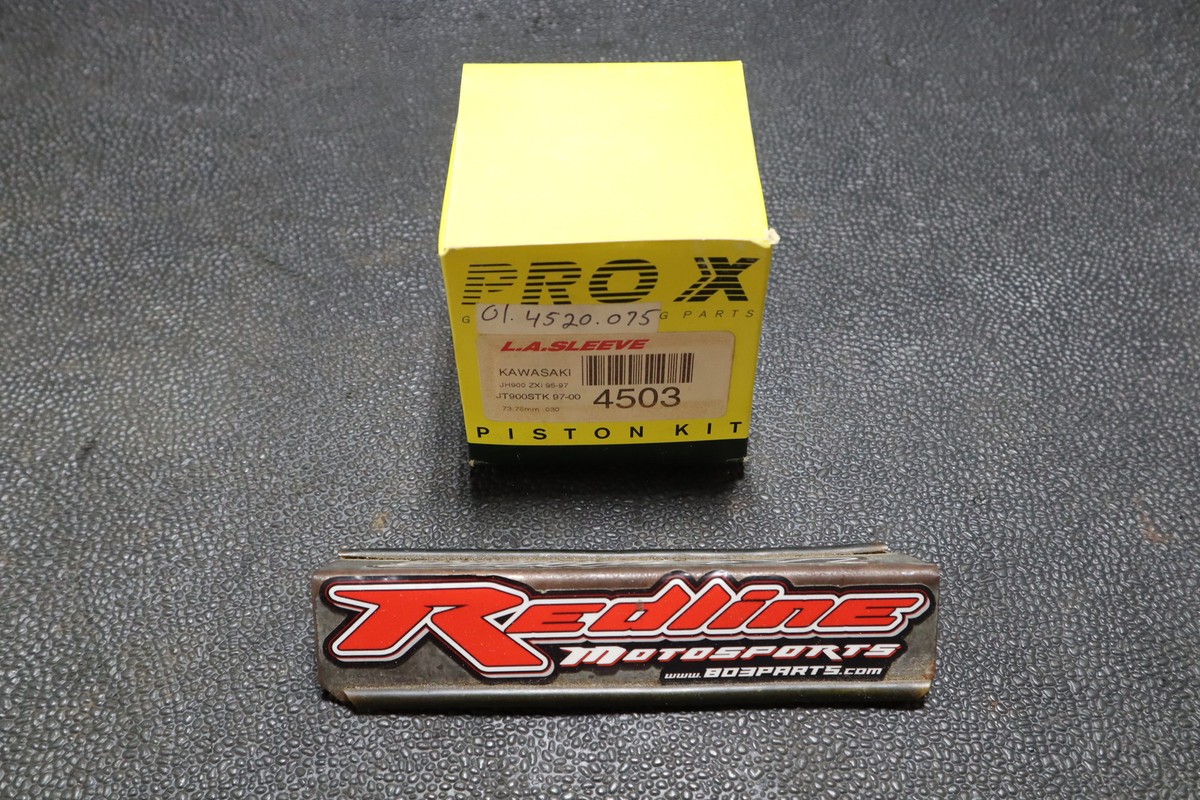 PRO X
G PARTS
01.4520.075
L.A.SLEEVE
KAWASAKI
JH900 ZXI 95-97
JT900STK 97-00
4503
73.75mm .030
PISTON KIT
Redline
Motosports
www.803PARTS.com